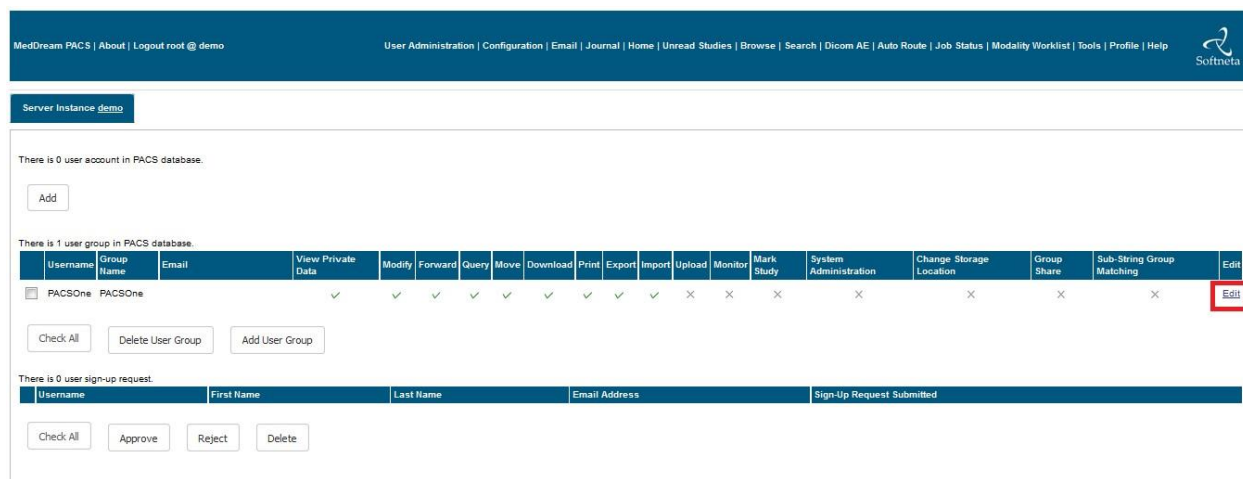 MedDream PACS | About | Logout root @ demo
User Administration | Configuration | Email | Journal | Home | Unread Studies | Browse | Search | Dicom AE | Auto Route | Job Status | Modality Worklist | Tools | Profile | Help
Softneta
Server Instance demo
There is 0 user account in PACS database.
Add
There is 1 user group in PACS database.
Username Group Name Email View Private Data Modify Forward Query Move Download Print Export Import Upload Monitor Mark Study System Administration Change Storage Location Group Share Sub-String Group Matching Edit
PACSOne PACSOne Edit
Check All Delete User Group Add User Group
There is 0 user sign-up request.
Username First Name Last Name Email Address Sign-Up Request Submitted
Check All Approve Reject Delete